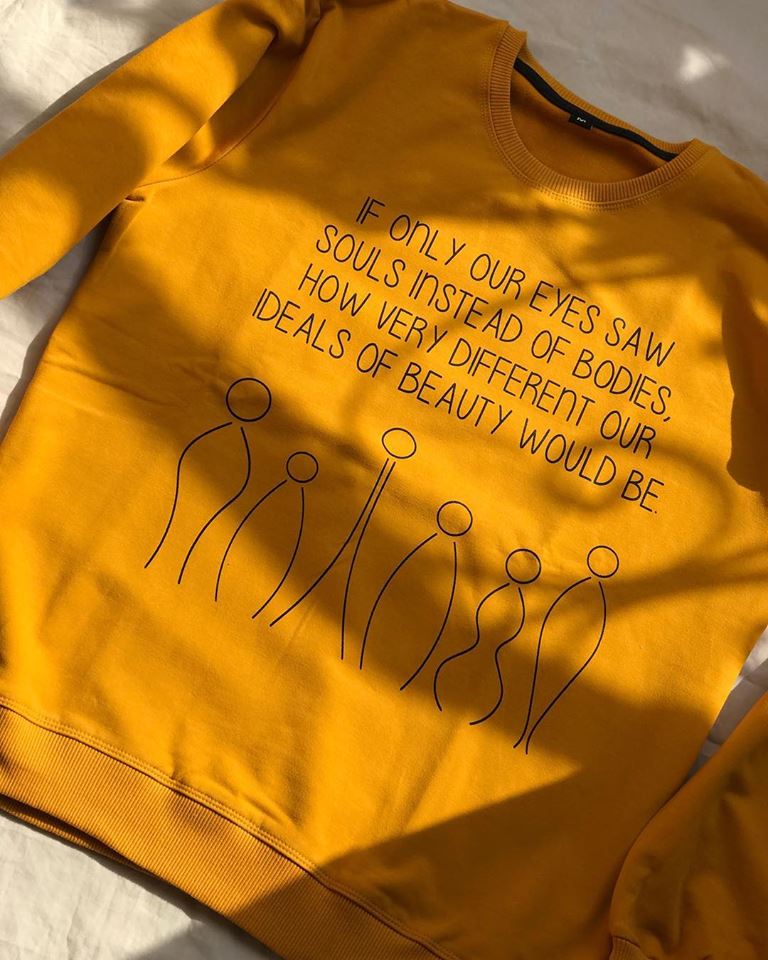 IF ONLY OUR EYES SAW
SOULS INSTEAD OF BODIES,
HOW VERY DIFFERENT OUR
IDEALS OF BEAUTY WOULD BE.